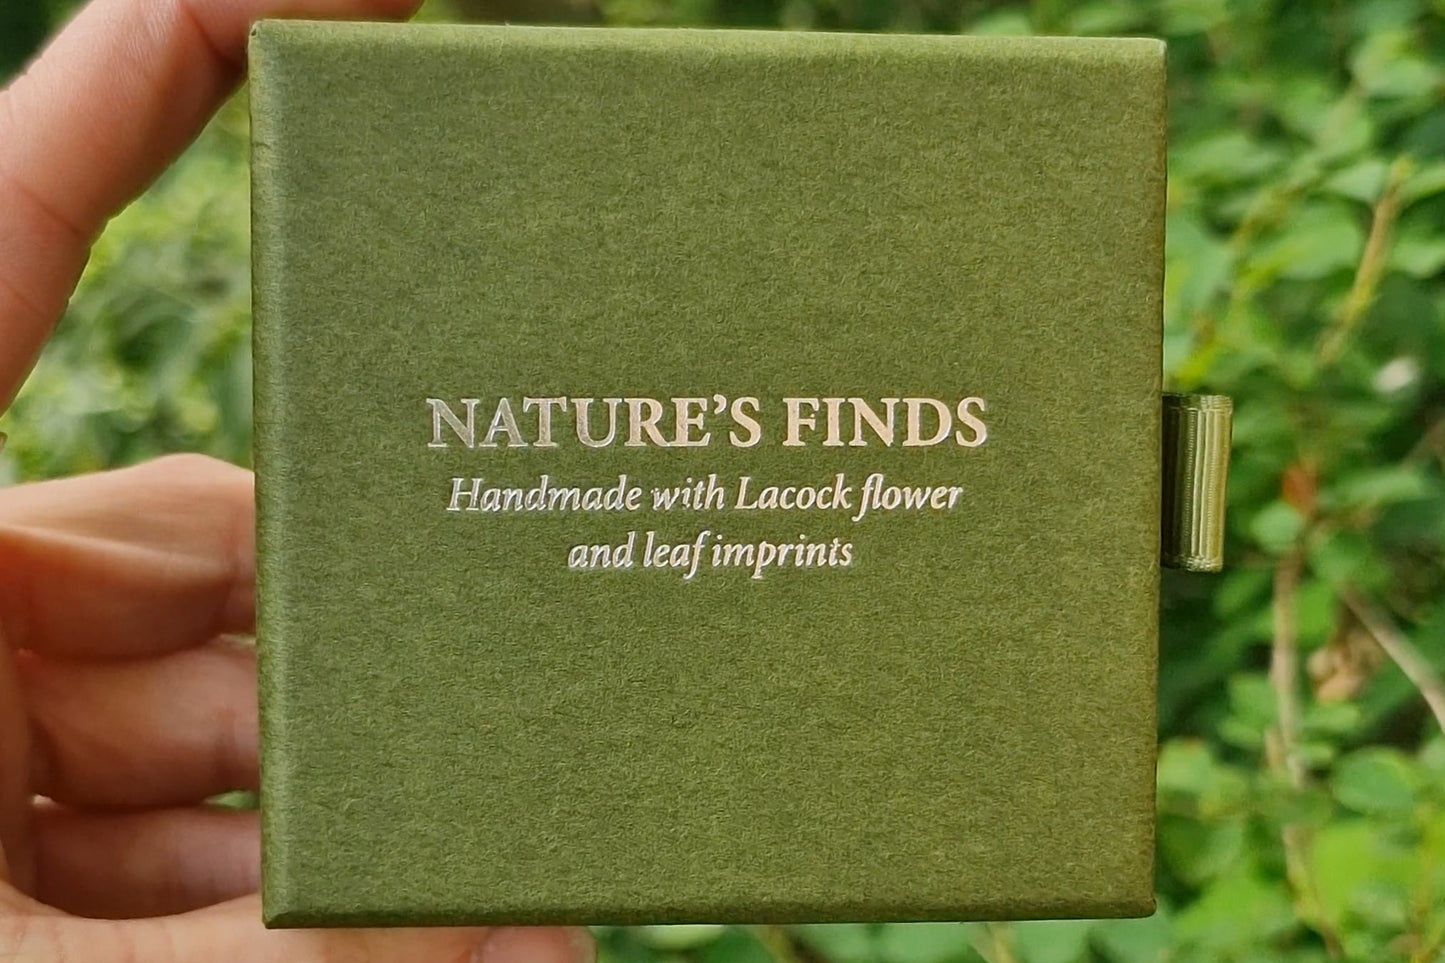 NATURE’S FINDS
Handmade with Lacock flower
and leaf imprints